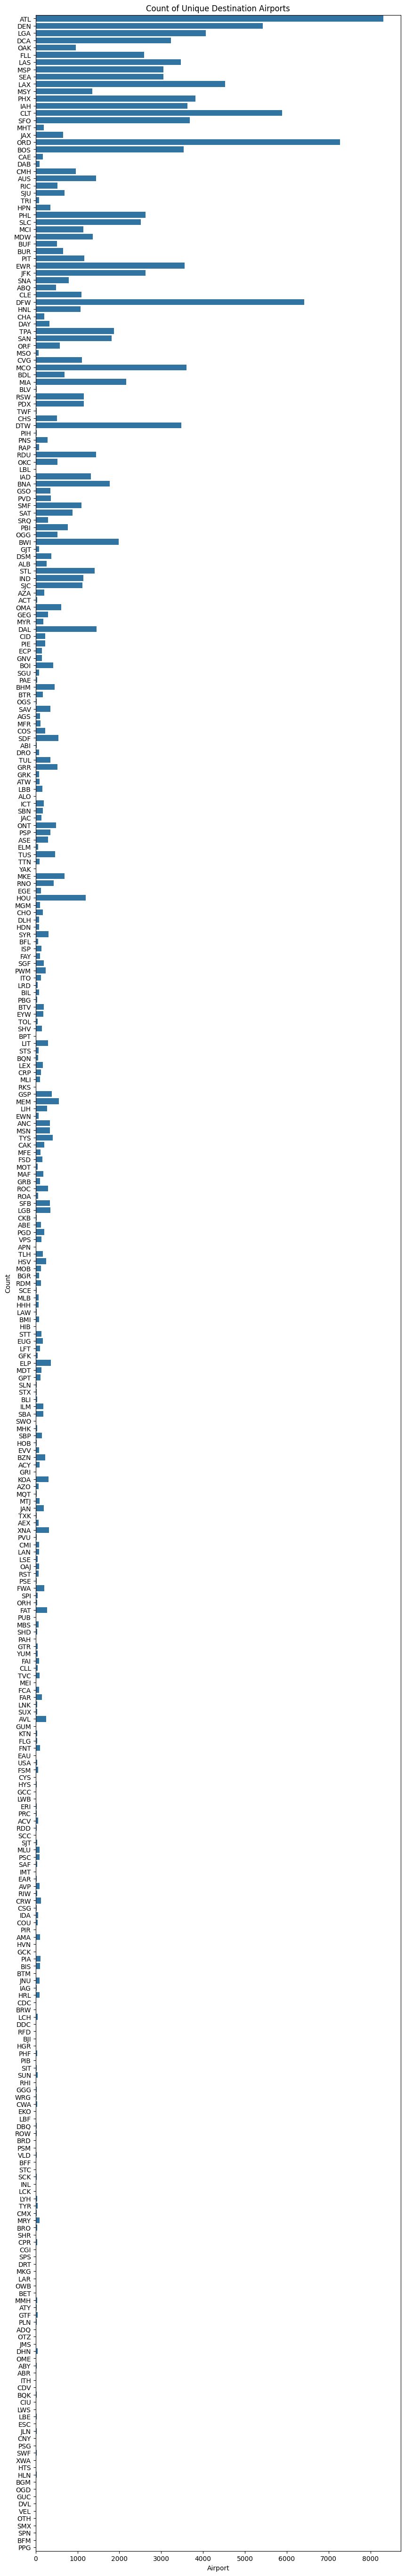 Count of Unique Destination Airports
ATL
DEN
LGA
DCA
OAK
FLL
LAS
MSP
SEA
LAX
MSY
PHX
IAH
CLT
SFO
MHT
JAX
ORD
BOS
CAE
DAB
CMH
AUS
RIC
SJU
TRI
HPN
PHL
SLC
MCI
MDW
BUF
BUR
PIT
EWR
JFK
SNA
ABQ
CLE
DFW
HNL
CHA
DAY
TPA
SAN
ORF
MSO
CVG
MCO
BDL
MIA
BLV
RSW
PDX
TWF
CHS
DTW
PIH
PNS
RAP
RDU
OKC
LBL
IAD
BNA
GSO
PVD
SMF
SAT
SRQ
PBI
OGG
BWI
GJT
DSM
ALB
STL
IND
SJC
AZA
ACT
OMA
GEG
MYR
DAL
CID
PIE
ECP
GNV
BOI
SGU
PAE
BHM
BTR
OGS
SAV
AGS
MFR
COS
SDF
ABI
DRO
TUL
GRR
GRK
ATW
LBB
ALO
ICT
SBN
JAC
ONT
PSP
ASE
ELM
TUS
TTN
YAK
MKE
RNO
EGE
HOU
MGM
CHO
DLH
HDN
SYR
BFL
ISP
FAY
SGF
PWM
ITO
LRD
BIL
PBG
BTV
EYW
TOL
SHV
BPT
LIT
STS
BQN
LEX
CRP
MLI
RKS
GSP
MEM
LIH
EWN
ANC
MSN
TYS
CAK
MFE
FSD
MOT
MAF
GRB
ROC
ROA
SFB
LGB
CKB
ABE
PGD
VPS
APN
TLH
HSV
MOB
BGR
RDM
SCE
MLB
HHH
LAW
BMI
HIB
STT
EUG
LFT
GFK
ELP
MDT
GPT
SLN
STX
BLI
ILM
SBA
SWO
MHK
SBP
HOB
EVV
BZN
ACY
GRI
KOA
AZO
MQT
MTJ
JAN
TXK
AEX
XNA
PVU
CMI
LAN
LSE
OAJ
RST
PSE
FWA
SPI
ORH
FAT
PUB
MBS
SHD
PAH
GTR
YUM
FAI
CLL
TVC
MEI
FCA
FAR
LNK
SUX
AVL
GUM
KTN
FLG
FNT
EAU
USA
FSM
CYS
HYS
GCC
LWB
ERI
PRC
ACV
RDD
SCC
SJT
MLU
PSC
SAF
IMT
EAR
AVP
RIW
CRW
CSG
IDA
COU
PIR
AMA
HVN
GCK
PIA
BIS
BTM
JNU
IAG
HRL
CDC
BRW
LCH
DDC
RFD
BJI
HGR
PHF
PIB
SIT
SUN
RHI
GGG
WRG
CWA
EKO
LBF
DBQ
ROW
BRD
PSM
VLD
BFF
STC
SCK
INL
LCK
LYH
TYR
CMX
MRY
BRO
SHR
CPR
CGI
SPS
DRT
MKG
LAR
OWB
BET
MMH
ATY
GTF
PLN
ADQ
OTZ
JMS
DHN
OME
ABY
ABR
ITH
CDV
BQK
CIU
LWS
LBE
ESC
JLN
CNY
PSG
SWF
XWA
HTS
HLN
BGM
OGD
GUC
DVL
VEL
OTH
SMX
SPN
BFM
PPG
Count
0 1000 2000 3000 4000 5000 6000 7000 8000
Airport